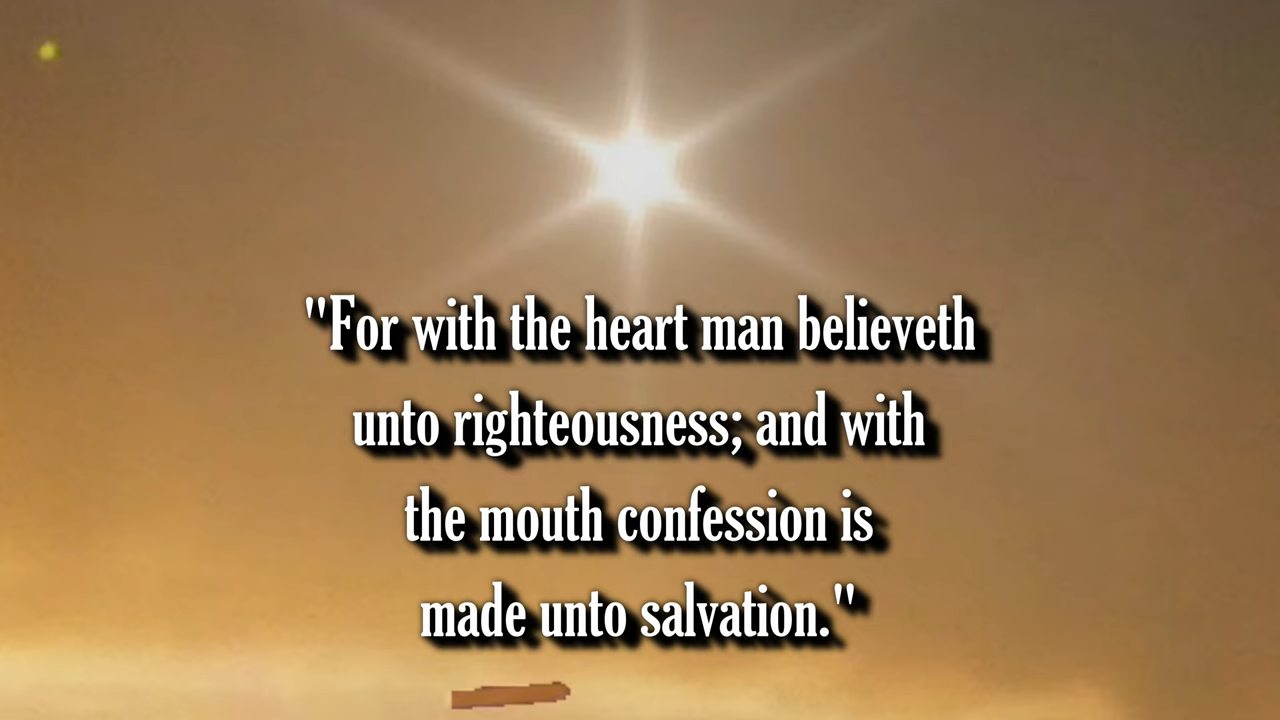 "For with the heart man believeth
unto righteousness; and with
the mouth confession is
made unto salvation."